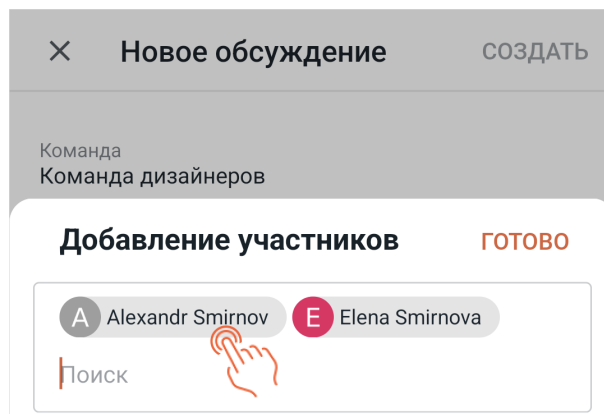 Новое обсуждение СОЗДАТЬ
Команда
Команда дизайнеров
Добавление участников ГОТОВО
A Alexandr Smirnov E Elena Smirnova
Поиск